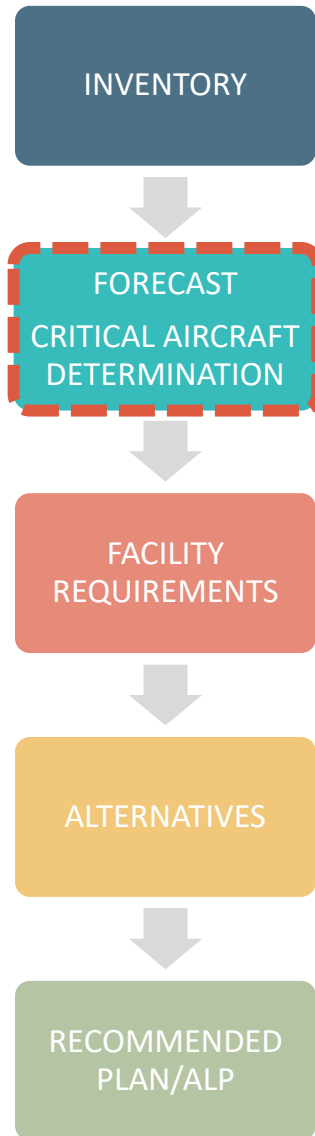 INVENTORY
FORECAST
CRITICAL AIRCRAFT
DETERMINATION
FACILITY
REQUIREMENTS
ALTERNATIVES
RECOMMENDED
PLAN/ALP